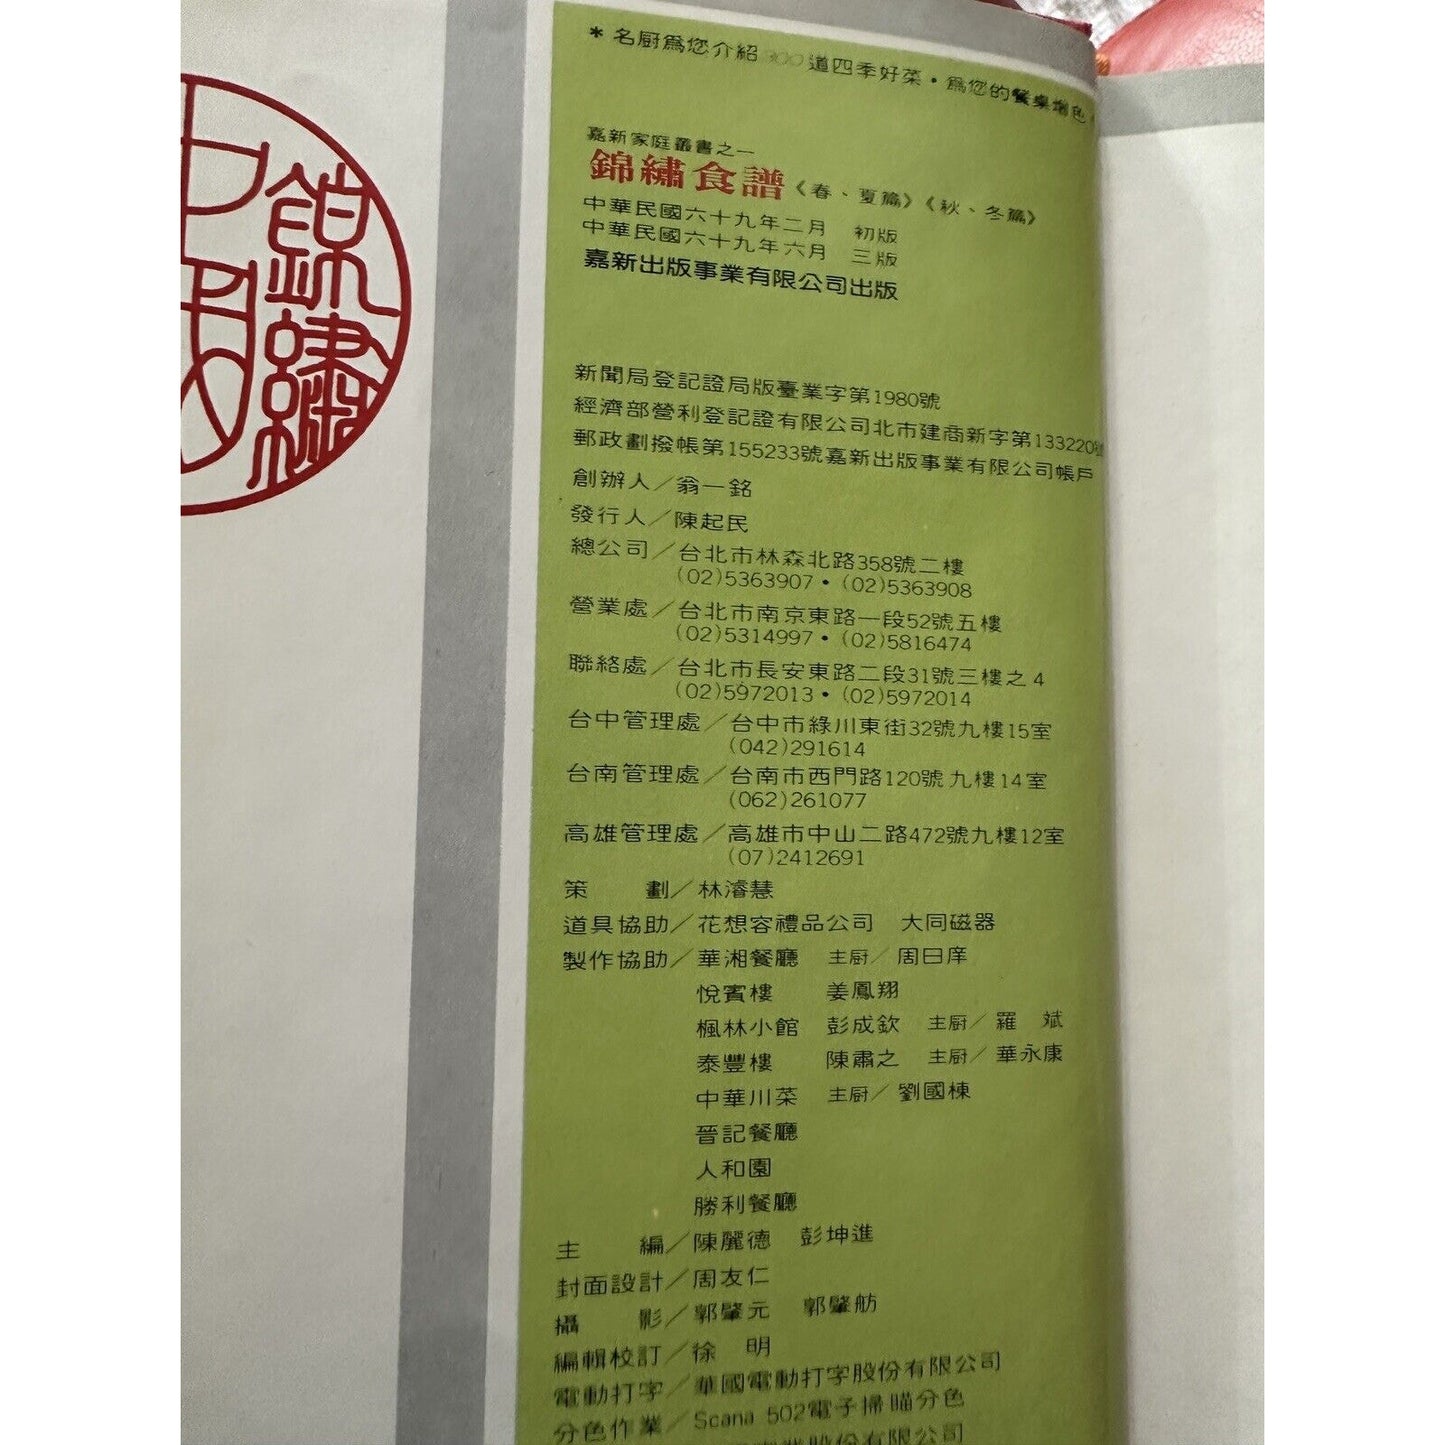 錦繡
中國
*名厨為您介紹300道四季好菜・為您的餐桌增色
嘉新家庭叢書之一
錦繡食譜《春、夏篇》《秋、冬篇》
中華民國六十九年二月 初版
中華民國六十九年六月 三版
嘉新出版事業有限公司出版
新聞局登記證局版臺業字第1980號
經濟部營利登記證有限公司北市建商新字第133220號
郵政劃撥帳第155233號嘉新出版事業有限公司帳戶
創辦人／翁一銘
發行人／陳起民
總公司／台北市林森北路358號二樓
(02)5363907・(02)5363908
營業處／台北市南京東路一段52號五樓
(02)5314997・(02)5816474
聯絡處／台北市長安東路二段31號三樓之4
(02)5972013・(02)5972014
台中管理處／台中市綠川東街32號九樓15室
(042)291614
台南管理處／台南市西門路120號九樓14室
(062)261077
高雄管理處／高雄市中山二路472號九樓12室
(07)2412691
策 劃／林濬慧
道具協助／花想容禮品公司 大同磁器
製作協助／華湘餐廳 主厨／周日庠
悅賓樓 姜鳳翔
楓林小館 彭成欽 主厨／羅 斌
泰豐樓 陳肅之 主厨／華永康
中華川菜 主厨／劉國棟
晉記餐廳
人和園
勝利餐廳
主 編／陳麗德 彭坤進
封面設計／周友仁
攝 影／郭肇元 郭肇舫
編輯校訂／徐 明
電動打字／華國電動打字股份有限公司
分色作業／Scana 502電子掃瞄分色
股份有限公司